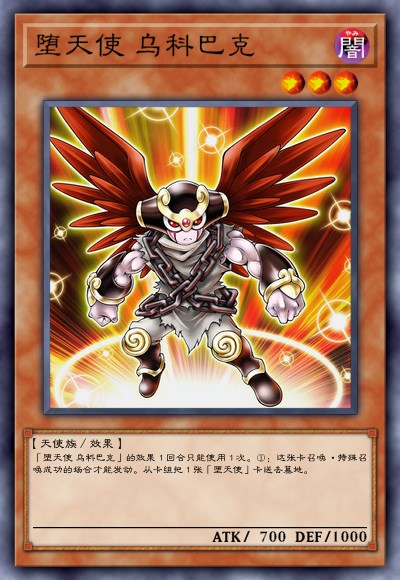 堕天使 乌科巴克
やみ
闇
【天使族／效果】
「堕天使 乌科巴克」的效果１回合只能使用１次。①：这张卡召唤·特殊召
唤成功的场合才能发动。从卡组把１张「堕天使」卡送去墓地。
ATK/ 700 DEF/1000